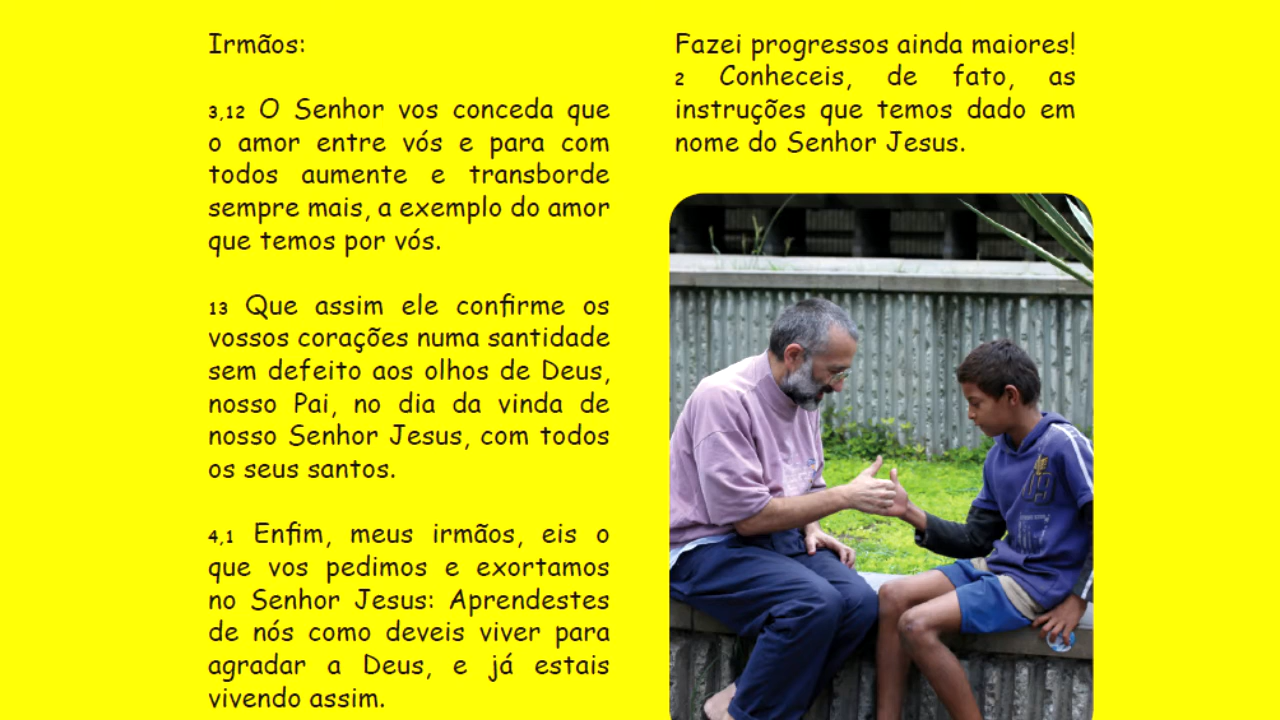 Irmãos:
3,12 O Senhor vos conceda que
o amor entre vós e para com
todos aumente e transborde
sempre mais, a exemplo do amor
que temos por vós.
13 Que assim ele confirme os
vossos corações numa santidade
sem defeito aos olhos de Deus,
nosso Pai, no dia da vinda de
nosso Senhor Jesus, com todos
os seus santos.
4,1 Enfim, meus irmãos, eis o
que vos pedimos e exortamos
no Senhor Jesus: Aprendestes
de nós como deveis viver para
agradar a Deus, e já estais
vivendo assim.
Fazei progressos ainda maiores!
2 Conheceis, de fato, as
instruções que temos dado em
nome do Senhor Jesus.